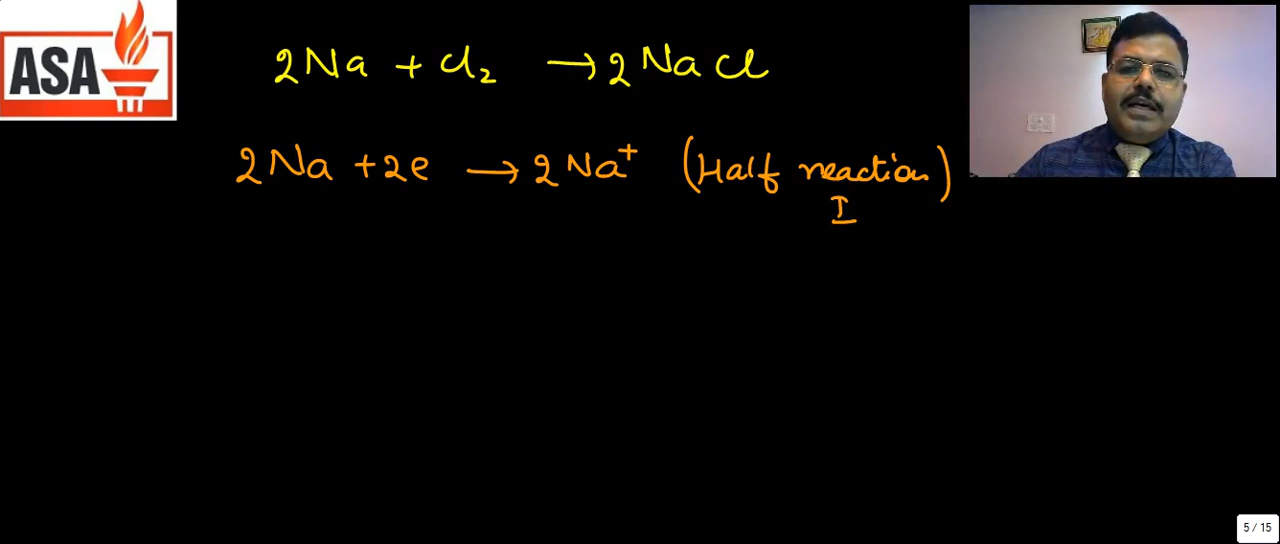 ASA
2Na + Cl₂ → 2NaCl
2Na + 2e → 2Na⁺ (Half reaction)
I
5 / 15